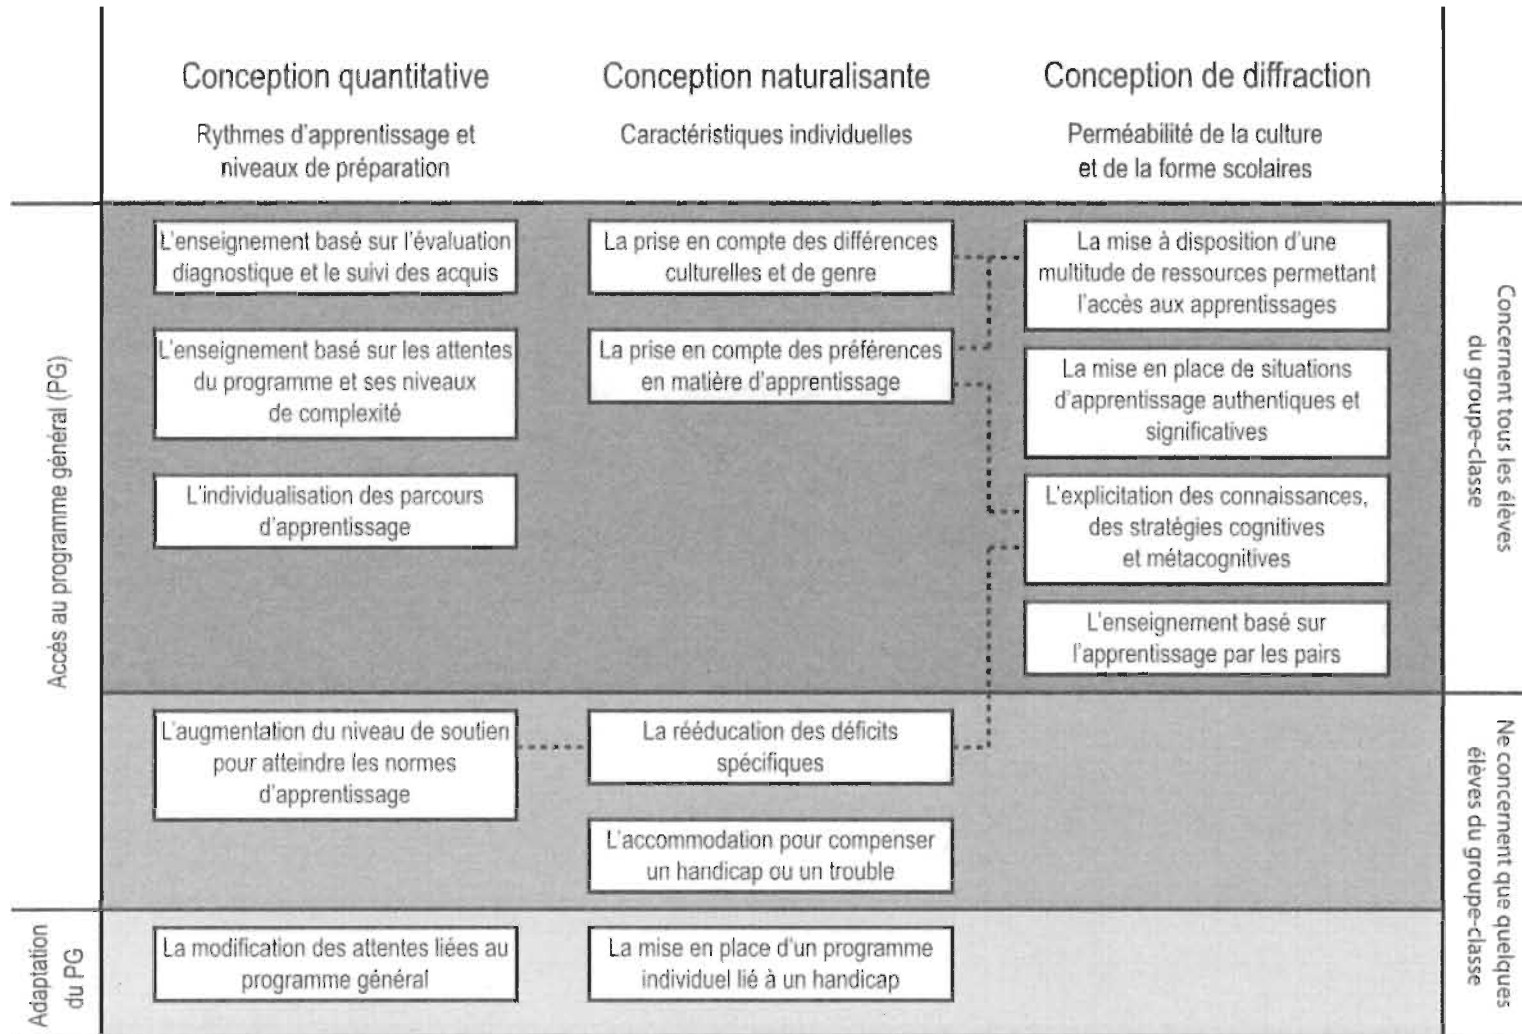 Conception quantitative
Rythmes d'apprentissage et
niveaux de préparation
Conception naturalisante
Caractéristiques individuelles
Conception de diffraction
Perméabilité de la culture
et de la forme scolaires
Accès au programme général (PG)
L'enseignement basé sur l'évaluation
diagnostique et le suivi des acquis
L'enseignement basé sur les attentes
du programme et ses niveaux
de complexité
L'individualisation des parcours
d'apprentissage
La prise en compte des différences
culturelles et de genre
La prise en compte des préférences
en matière d'apprentissage
La mise à disposition d'une
multitude de ressources permettant
l'accès aux apprentissages
La mise en place de situations
d'apprentissage authentiques et
significatives
L'explicitation des connaissances,
des stratégies cognitives
et métacognitives
L'enseignement basé sur
l'apprentissage par les pairs
Concernent tous les élèves
du groupe-classe
L'augmentation du niveau de soutien
pour atteindre les normes
d'apprentissage
La rééducation des déficits
spécifiques
L'accommodation pour compenser
un handicap ou un trouble
Ne concernent que quelques
élèves du groupe-classe
Adaptation
du PG
La modification des attentes liées au
programme général
La mise en place d'un programme
individuel lié à un handicap